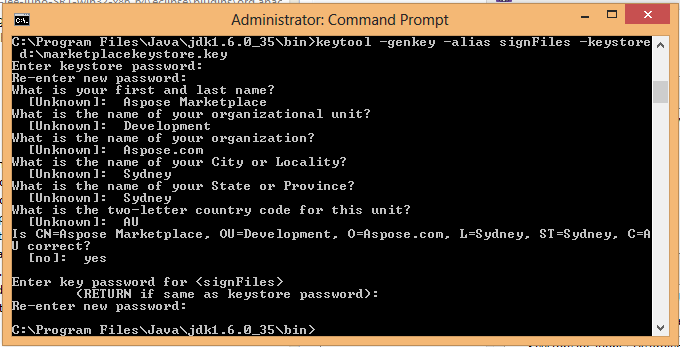 Administrator: Command Prompt
C:\Program Files\Java\jdk1.6.0_35\bin>keytool -genkey -alias signFiles -keystore
d:\marketplacekeystore.key
Enter keystore password:
Re-enter new password:
What is your first and last name?
[Unknown]: Aspose Marketplace
What is the name of your organizational unit?
[Unknown]: Development
What is the name of your organization?
[Unknown]: Aspose.com
What is the name of your City or Locality?
[Unknown]: Sydney
What is the name of your State or Province?
[Unknown]: Sydney
What is the two-letter country code for this unit?
[Unknown]: AU
Is CN=Aspose Marketplace, OU=Development, O=Aspose.com, L=Sydney, ST=Sydney, C=A
U correct?
[no]: yes
Enter key password for <signFiles>
(RETURN if same as keystore password):
Re-enter new password:
C:\Program Files\Java\jdk1.6.0_35\bin>